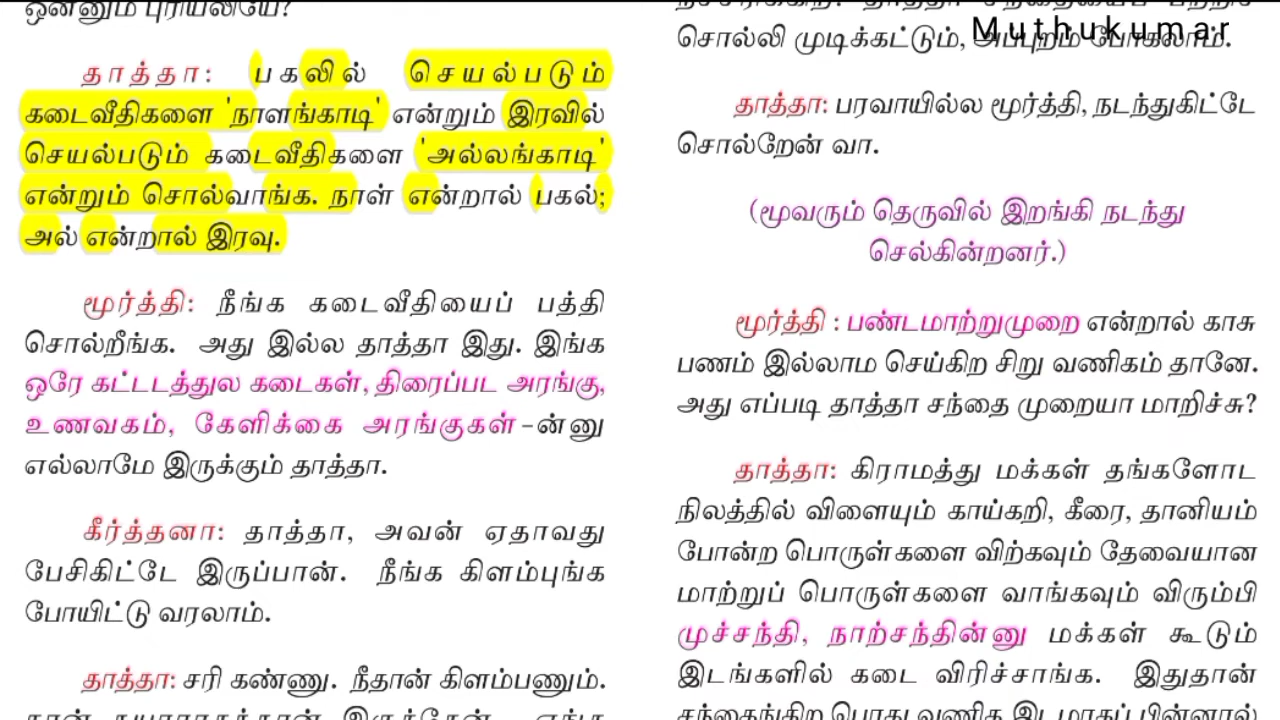 ஒன்னும் புரியலியே?
தாத்தா: பகலில் செயல்படும்
கடைவீதிகளை 'நாளங்காடி' என்றும் இரவில்
செயல்படும் கடைவீதிகளை 'அல்லங்காடி'
என்றும் சொல்வாங்க. நாள் என்றால் பகல்;
அல் என்றால் இரவு.
மூர்த்தி: நீங்க கடைவீதியைப் பத்தி
சொல்றீங்க. அது இல்ல தாத்தா இது. இங்க
ஒரே கட்டடத்துல கடைகள், திரைப்பட அரங்கு,
உணவகம், கேளிக்கை அரங்குகள் –ன்னு
எல்லாமே இருக்கும் தாத்தா.
கீர்த்தனா: தாத்தா, அவன் ஏதாவது
பேசிகிட்டே இருப்பான். நீங்க கிளம்புங்க
போயிட்டு வரலாம்.
தாத்தா: சரி கண்ணு. நீதான் கிளம்பணும்.
Muthukumar
சொல்லி முடிக்கட்டும், அப்புறம் போகலாம்.
தாத்தா: பரவாயில்ல மூர்த்தி, நடந்துகிட்டே
சொல்றேன் வா.
(மூவரும் தெருவில் இறங்கி நடந்து
செல்கின்றனர்.)
மூர்த்தி : பண்டமாற்றுமுறை என்றால் காசு
பணம் இல்லாம செய்கிற சிறு வணிகம் தானே.
அது எப்படி தாத்தா சந்தை முறையா மாறிச்சு?
தாத்தா: கிராமத்து மக்கள் தங்களோட
நிலத்தில் விளையும் காய்கறி, கீரை, தானியம்
போன்ற பொருள்களை விற்கவும் தேவையான
மாற்றுப் பொருள்களை வாங்கவும் விரும்பி
முச்சந்தி, நாற்சந்தின்னு மக்கள் கூடும்
இடங்களில் கடை விரிச்சாங்க. இதுதான்